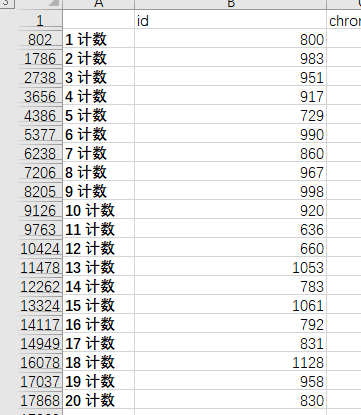 3
A B
1 id chror
802 1 计数 800
1786 2 计数 983
2738 3 计数 951
3656 4 计数 917
4386 5 计数 729
5377 6 计数 990
6238 7 计数 860
7206 8 计数 967
8205 9 计数 998
9126 10 计数 920
9763 11 计数 636
10424 12 计数 660
11478 13 计数 1053
12262 14 计数 783
13324 15 计数 1061
14117 16 计数 792
14949 17 计数 831
16078 18 计数 1128
17037 19 计数 958
17868 20 计数 830